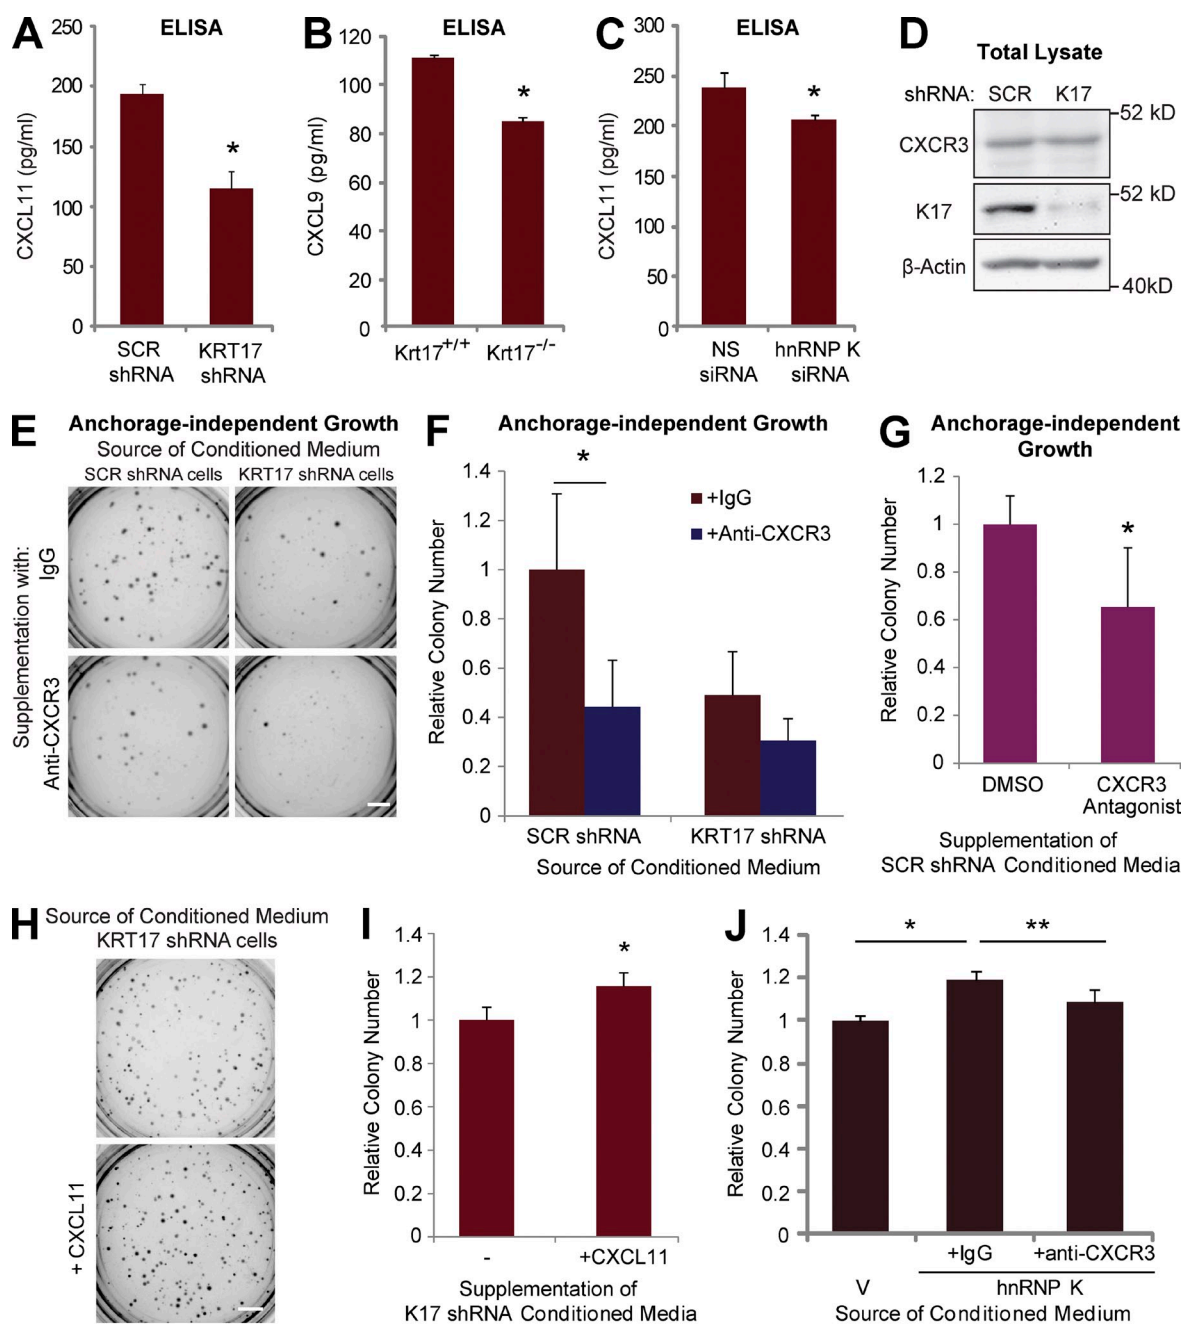 A
ELISA
CXCL11 (pg/ml)
250
200
150
100
50
0
*
SCR
shRNA
KRT17
shRNA
B
ELISA
CXCL9 (pg/ml)
120
100
80
60
40
20
0
*
Krt17+/+
Krt17-/-
C
ELISA
CXCL11 (pg/ml)
300
250
200
150
100
50
0
*
NS
siRNA
hnRNP K
siRNA
D
Total Lysate
shRNA: SCR K17
CXCR3
52 kD
K17
52 kD
β-Actin
40kD
E
Anchorage-independent Growth
Source of Conditioned Medium
SCR shRNA cells KRT17 shRNA cells
Supplementation with:
IgG
Anti-CXCR3
F
Anchorage-independent Growth
Relative Colony Number
1.4
1.2
1
0.8
0.6
0.4
0.2
0
*
+IgG
+Anti-CXCR3
SCR shRNA KRT17 shRNA
Source of Conditioned Medium
G
Anchorage-independent
Growth
Relative Colony Number
1.2
1
0.8
0.6
0.4
0.2
0
*
DMSO
CXCR3
Antagonist
Supplementation of
SCR shRNA Conditioned Media
H
Source of Conditioned Medium
KRT17 shRNA cells
+ CXCL11
I
Relative Colony Number
1.4
1.2
1
0.8
0.6
0.4
0.2
0
*
- +CXCL11
Supplementation of
K17 shRNA Conditioned Media
J
Relative Colony Number
1.4
1.2
1
0.8
0.6
0.4
0.2
0
* **
+IgG +anti-CXCR3
V hnRNP K
Source of Conditioned Medium